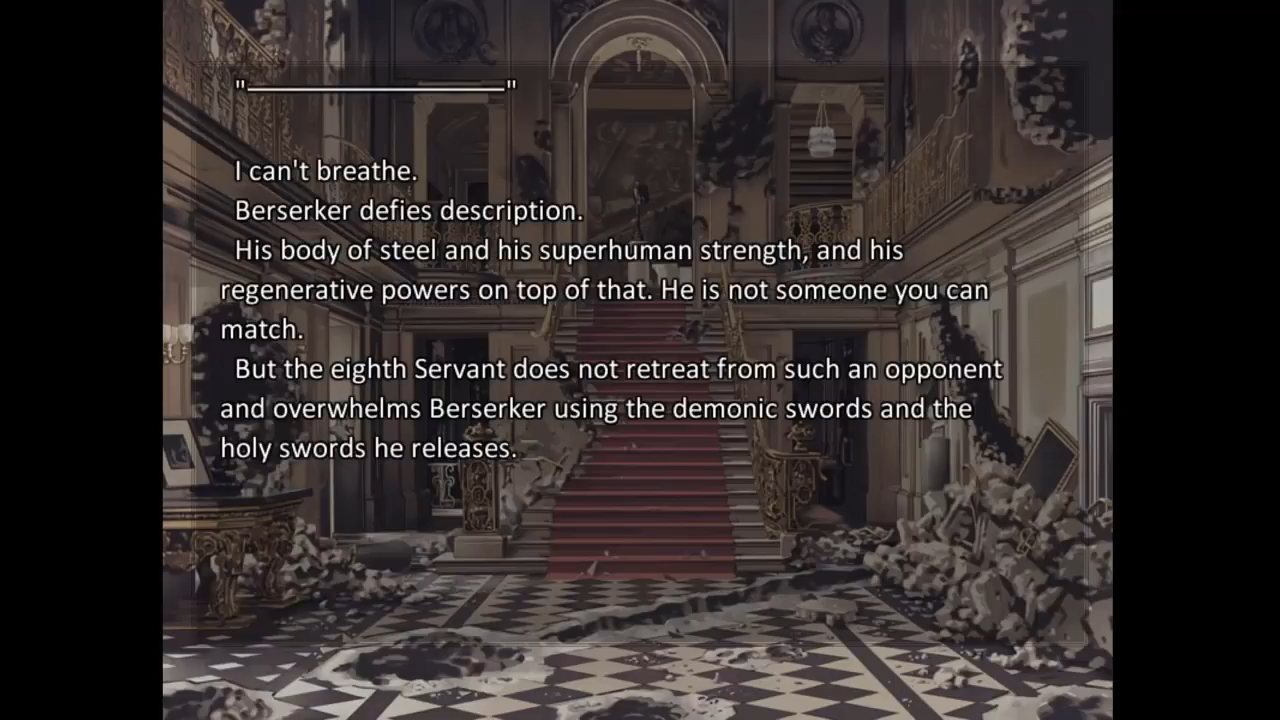 "――――――――――"
I can't breathe.
Berserker defies description.
His body of steel and his superhuman strength, and his
regenerative powers on top of that. He is not someone you can
match.
But the eighth Servant does not retreat from such an opponent
and overwhelms Berserker using the demonic swords and the
holy swords he releases.